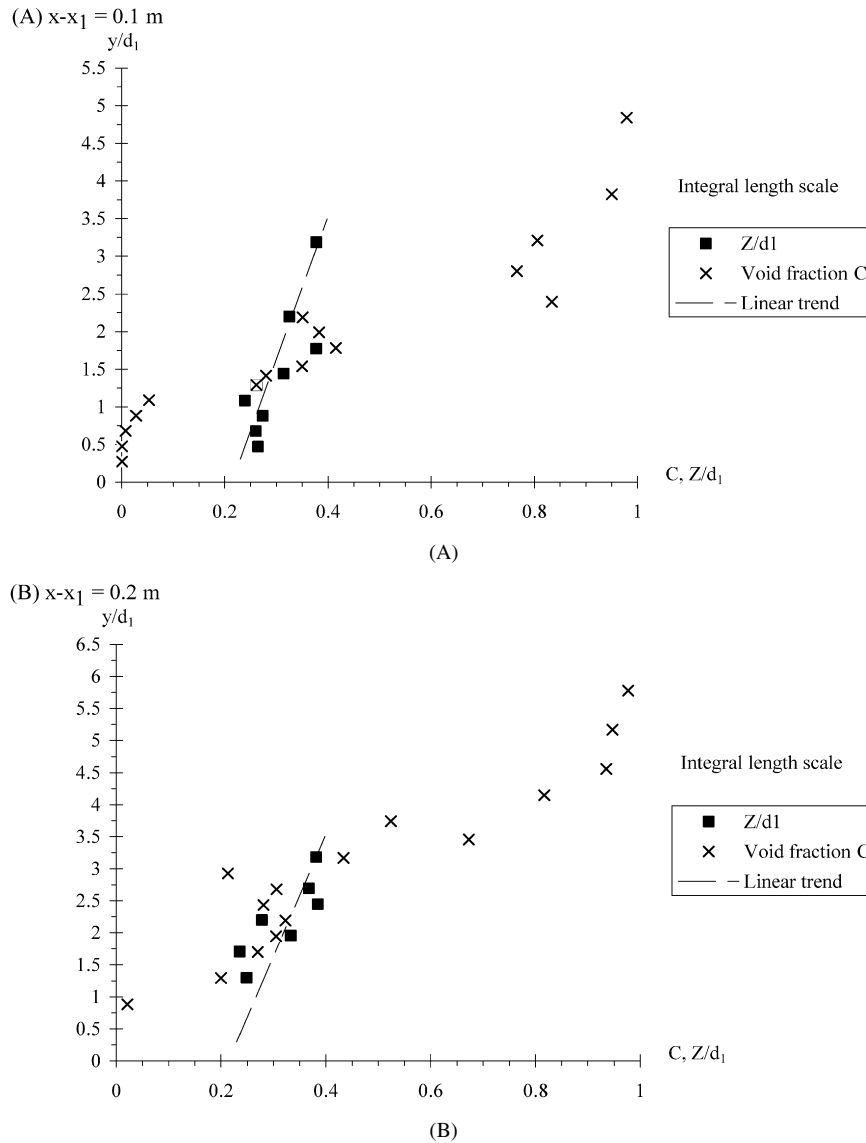 (A) x-x1 = 0.1 m
y/d1
5.5
5
4.5
4
3.5
3
2.5
2
1.5
1
0.5
0
0 0.2 0.4 0.6 0.8 1
C, Z/d1
Integral length scale
Z/d1
Void fraction C
Linear trend
(A)
(B) x-x1 = 0.2 m
y/d1
6.5
6
5.5
5
4.5
4
3.5
3
2.5
2
1.5
1
0.5
0
0 0.2 0.4 0.6 0.8 1
C, Z/d1
Integral length scale
Z/d1
Void fraction C
Linear trend
(B)